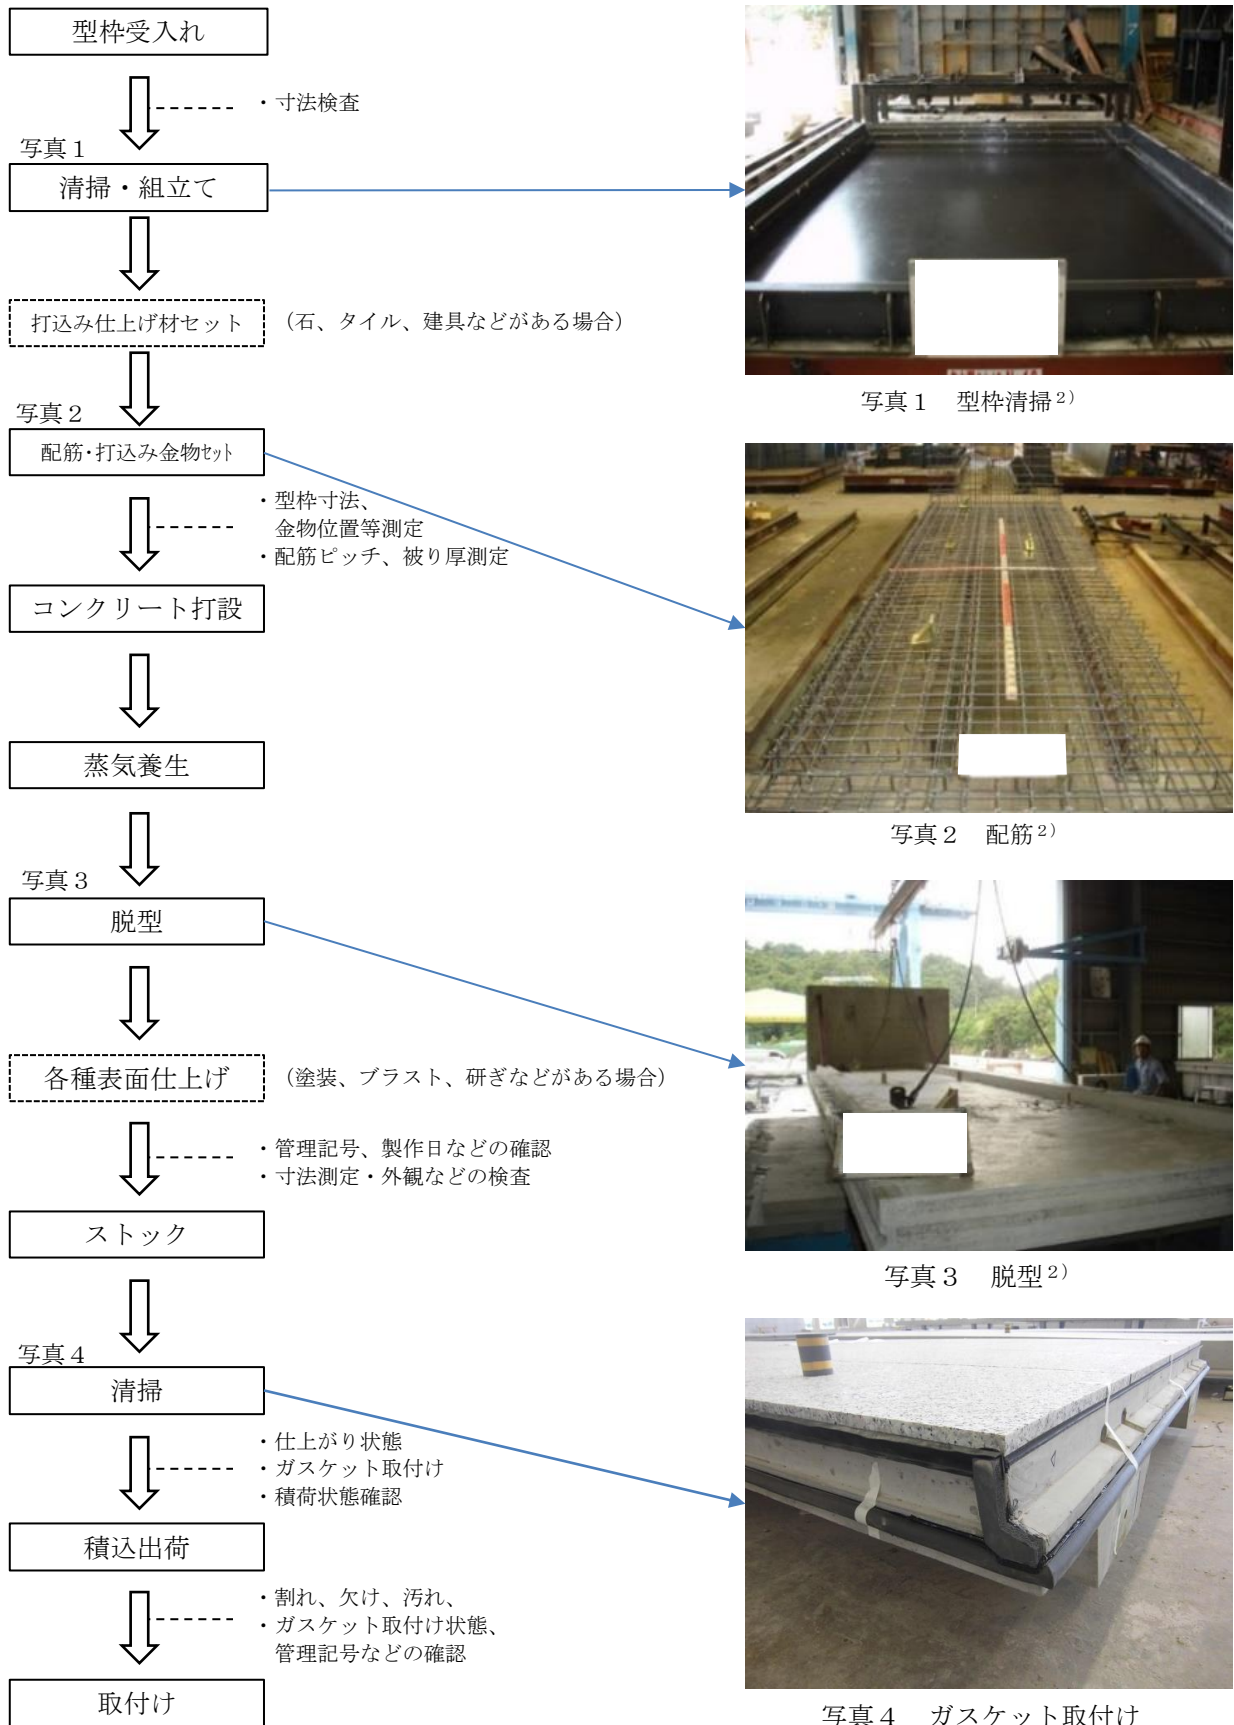 型枠受入れ
・寸法検査
写真１
清掃・組立て
打込み仕上げ材セット
（石、タイル、建具などがある場合）
写真１　型枠清掃２）
写真２
配筋･打込み金物ｾｯﾄ
・型枠寸法、
金物位置等測定
・配筋ピッチ、被り厚測定
コンクリート打設
蒸気養生
写真２　配筋２）
写真３
脱型
各種表面仕上げ
（塗装、ブラスト、研ぎなどがある場合）
・管理記号、製作日などの確認
・寸法測定・外観などの検査
ストック
写真３　脱型２）
写真４
清掃
・仕上がり状態
・ガスケット取付け
・積荷状態確認
積込出荷
・割れ、欠け、汚れ、
・ガスケット取付け状態、
管理記号などの確認
取付け
写真４　ガスケット取付け